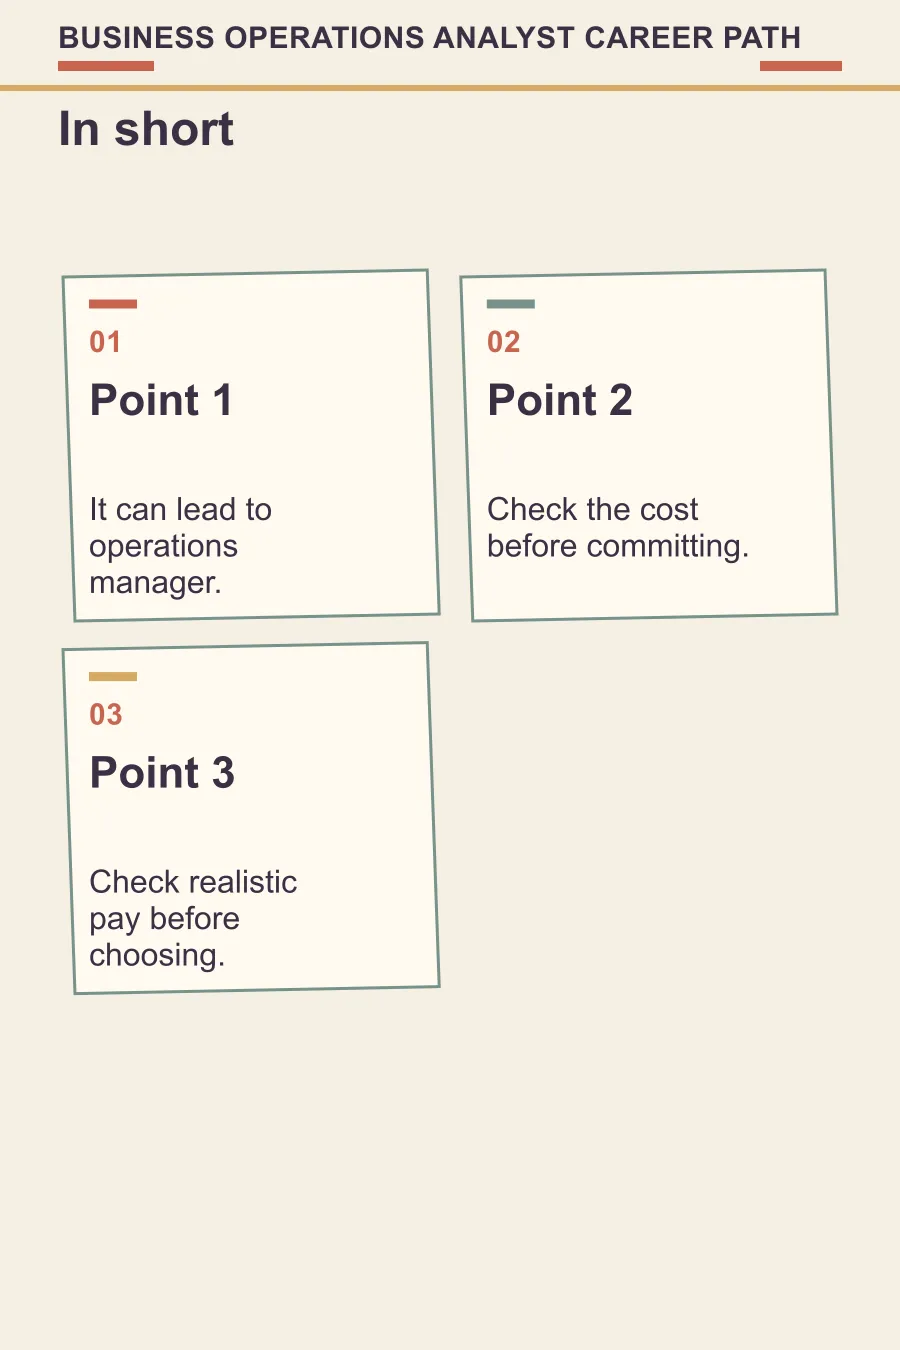 BUSINESS OPERATIONS ANALYST CAREER PATH
In short
01
Point 1
It can lead to
operations
manager.
02
Point 2
Check the cost
before committing.
03
Point 3
Check realistic
pay before
choosing.